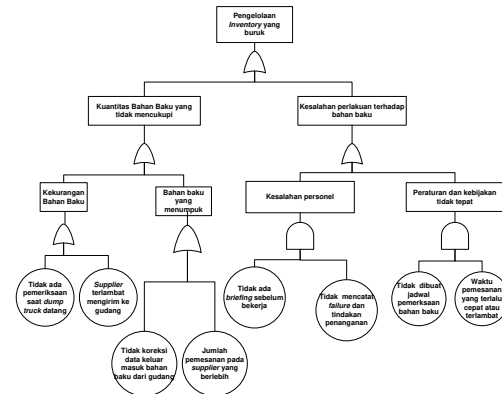 Pengelolaan
Inventory yang
buruk
Kuantitas Bahan Baku yang
tidak mencukupi
Kesalahan perlakuan terhadap
bahan baku
Kekurangan
Bahan Baku
Bahan baku
yang
menumpuk
Kesalahan personel
Peraturan dan kebijakan
tidak tepat
Tidak ada
pemeriksaan
saat dump
truck datang
Supplier
terlambat
mengirim ke
gudang
Tidak koreksi
data keluar
masuk bahan
baku dari gudang
Jumlah
pemesanan pada
supplier yang
berlebih
Tidak ada
briefing sebelum
bekerja
Tidak mencatat
failure dan
tindakan
penanganan
Tidak dibuat
jadwal
pemerksaan
bahan baku
Waktu
pemesanan
yang terlalu
cepat atau
terlambat